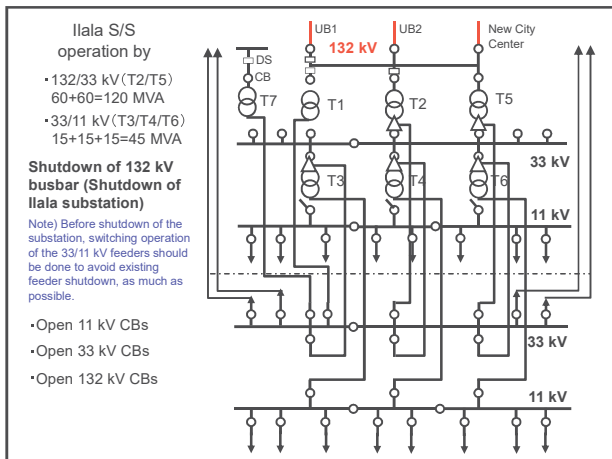 Ilala S/S
operation by
・132/33 kV(T2/T5)
60+60=120 MVA
・33/11 kV(T3/T4/T6)
15+15+15=45 MVA
Shutdown of 132 kV
busbar (Shutdown of
Ilala substation)
Note) Before shutdown of the
substation, switching operation
of the 33/11 kV feeders should
be done to avoid existing
feeder shutdown, as much as
possible.
・Open 11 kV CBs
・Open 33 kV CBs
・Open 132 kV CBs
UB1
UB2
New City
Center
132 kV
DS
CB
T7
T1
T2
T5
33 kV
T3
T4
T6
11 kV
33 kV
11 kV